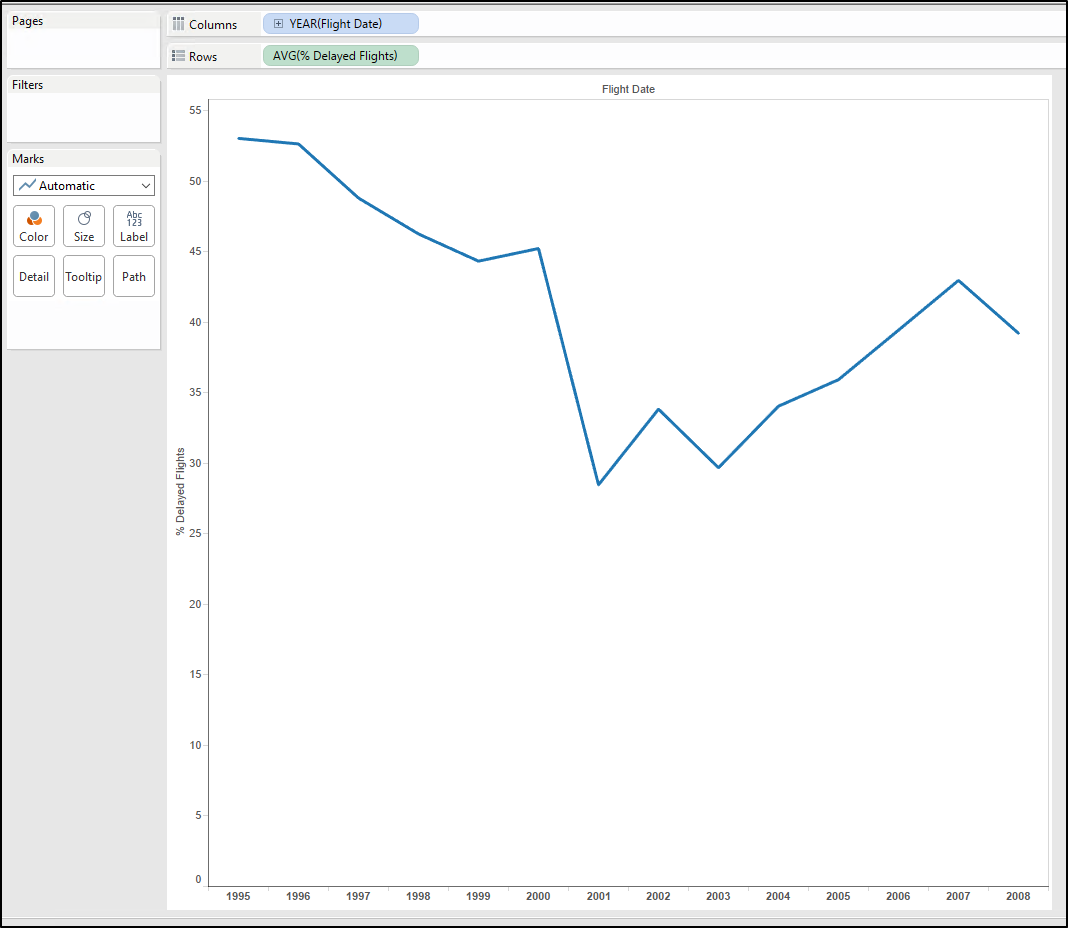 Pages
Columns
YEAR(Flight Date)
Rows
AVG(% Delayed Flights)
Filters
Marks
Automatic
Color
Size
Abc
123
Label
Detail
Tooltip
Path
Flight Date
% Delayed Flights
55
50
45
40
35
30
25
20
15
10
5
0
1995 1996 1997 1998 1999 2000 2001 2002 2003 2004 2005 2006 2007 2008